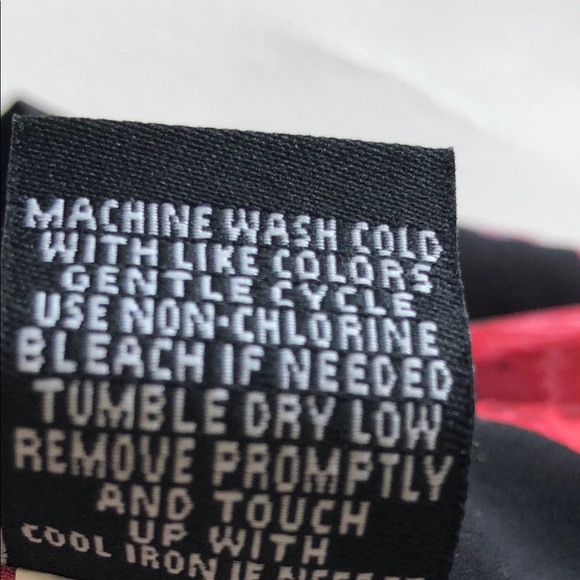 MACHINE WASH COLD
WITH LIKE COLORS
GENTLE CYCLE
USE NON-CHLORINE
BLEACH IF NEEDED
TUMBLE DRY LOW
REMOVE PROMPTLY
AND TOUCH
UP WITH
COOL IRON IF